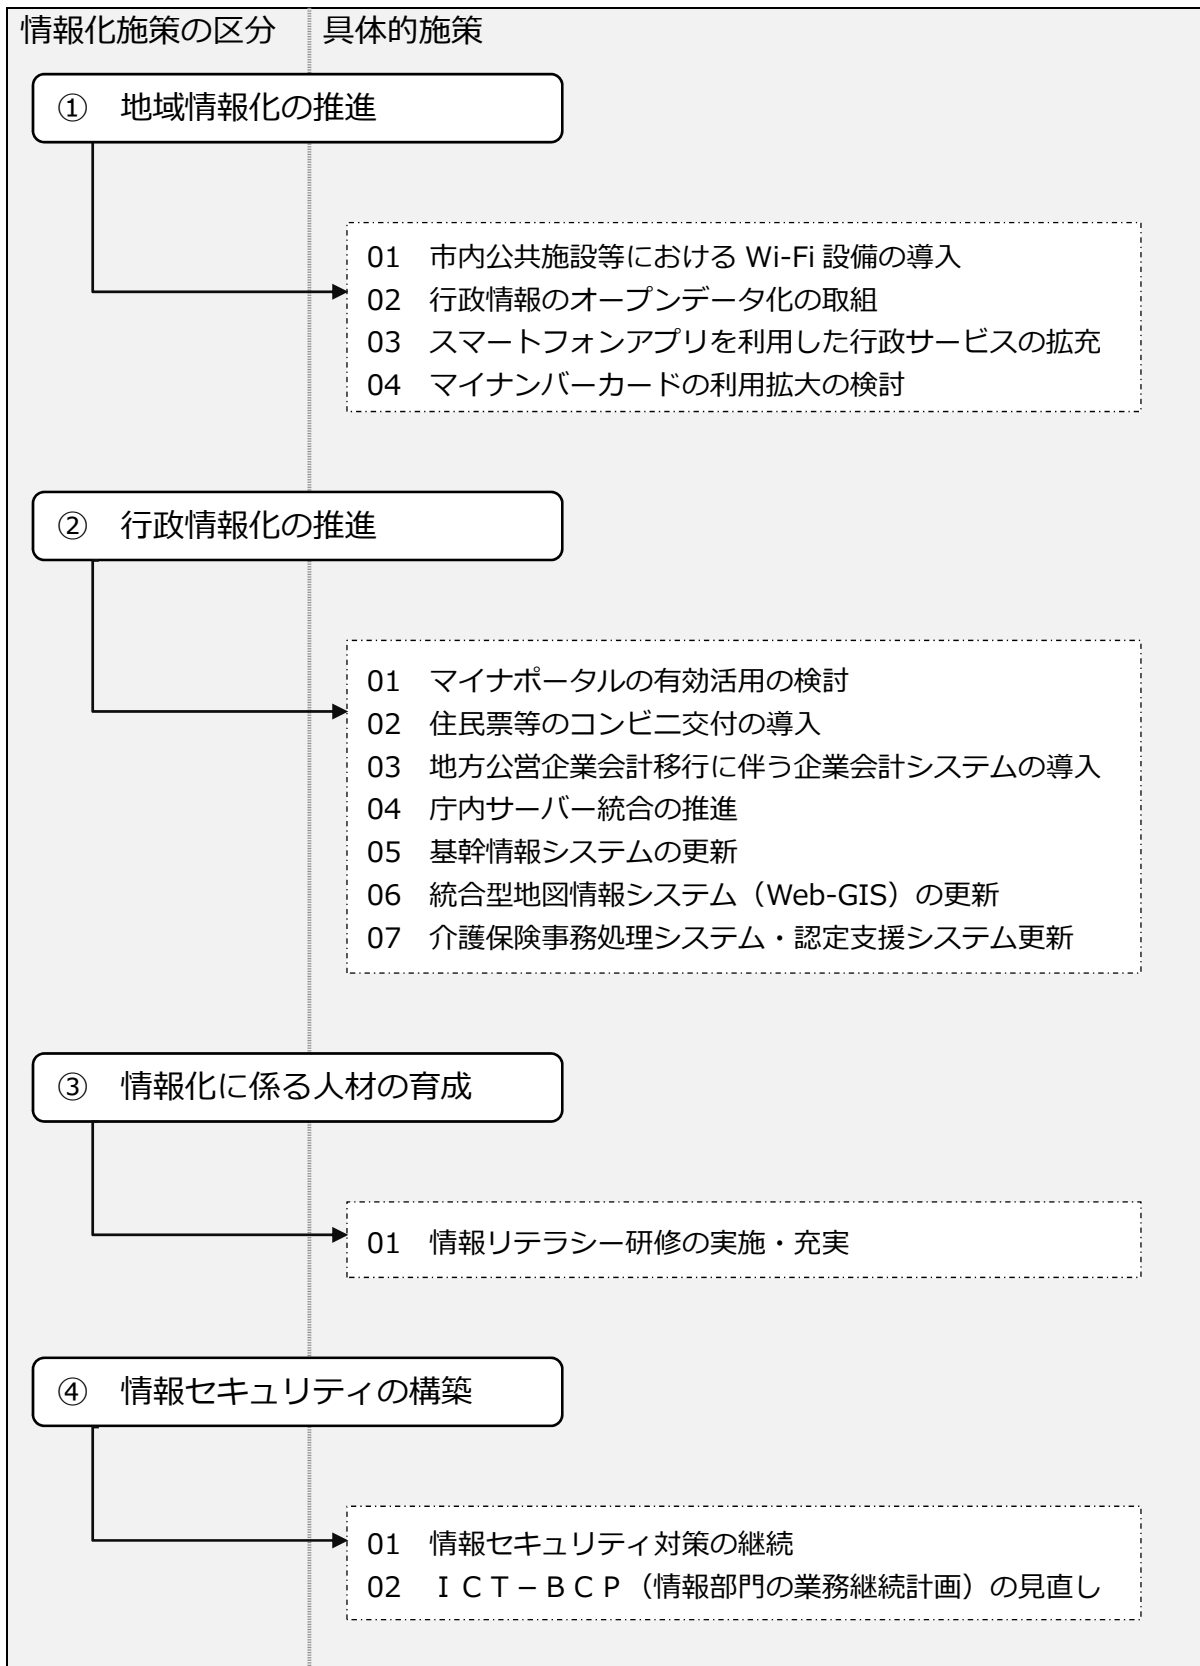 情報化施策の区分　具体的施策
①　地域情報化の推進
01　市内公共施設等における Wi-Fi 設備の導入
02　行政情報のオープンデータ化の取組
03　スマートフォンアプリを利用した行政サービスの拡充
04　マイナンバーカードの利用拡大の検討
②　行政情報化の推進
01　マイナポータルの有効活用の検討
02　住民票等のコンビニ交付の導入
03　地方公営企業会計移行に伴う企業会計システムの導入
04　庁内サーバー統合の推進
05　基幹情報システムの更新
06　統合型地図情報システム（Web-GIS）の更新
07　介護保険事務処理システム・認定支援システム更新
③　情報化に係る人材の育成
01　情報リテラシー研修の実施・充実
④　情報セキュリティの構築
01　情報セキュリティ対策の継続
02　ＩＣＴ－ＢＣＰ（情報部門の業務継続計画）の見直し